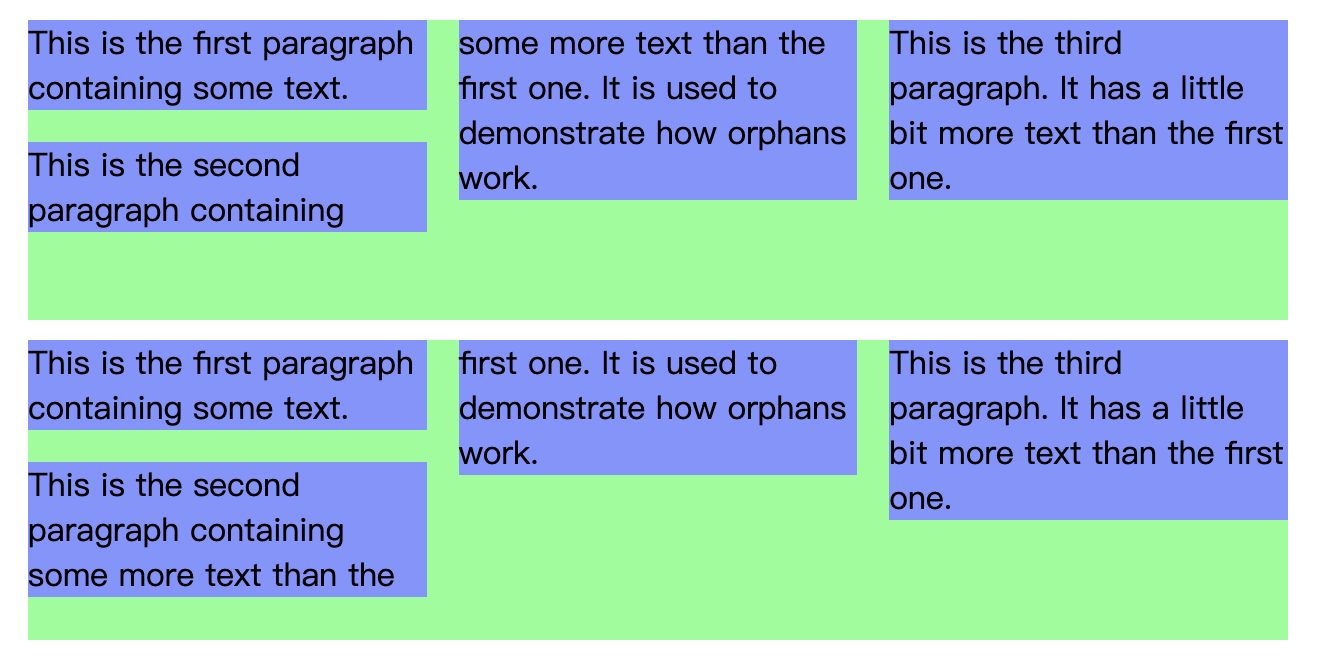 This is the first paragraph
containing some text.
This is the second
paragraph containing
some more text than the
first one. It is used to
demonstrate how orphans
work.
This is the third
paragraph. It has a little
bit more text than the first
one.
This is the first paragraph
containing some text.
This is the second
paragraph containing
some more text than the
first one. It is used to
demonstrate how orphans
work.
This is the third
paragraph. It has a little
bit more text than the first
one.